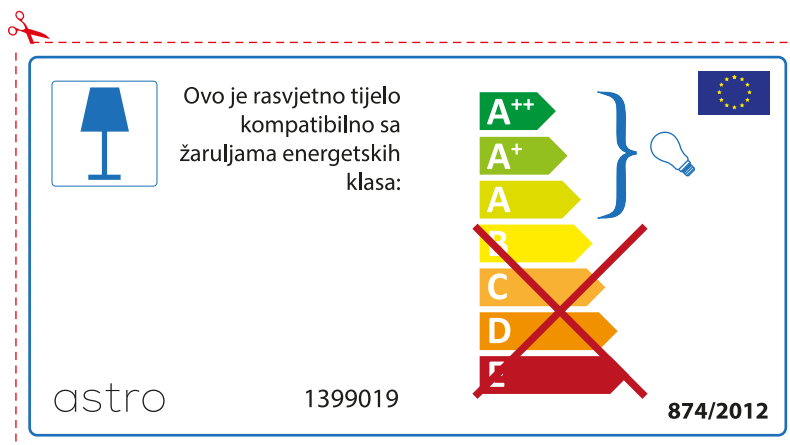 Ovo je rasvjetno tijelo
kompatibilno sa
žaruljama energetskih
klasa:
A++
A+
A
B
C
D
E
astro
1399019
874/2012